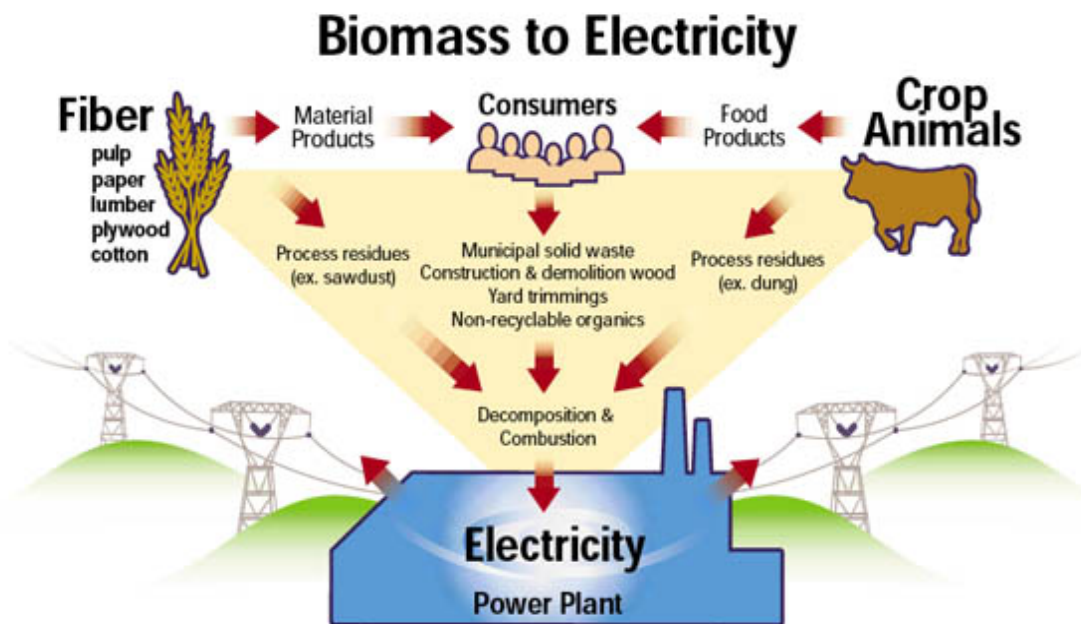 Biomass to Electricity
Fiber
pulp
paper
lumber
plywood
cotton
Material
Products
Consumers
Food
Products
Crop
Animals
Process residues
(ex. sawdust)
Municipal solid waste
Construction & demolition wood
Yard trimmings
Non-recyclable organics
Process residues
(ex. dung)
Decomposition &
Combustion
Electricity
Power Plant